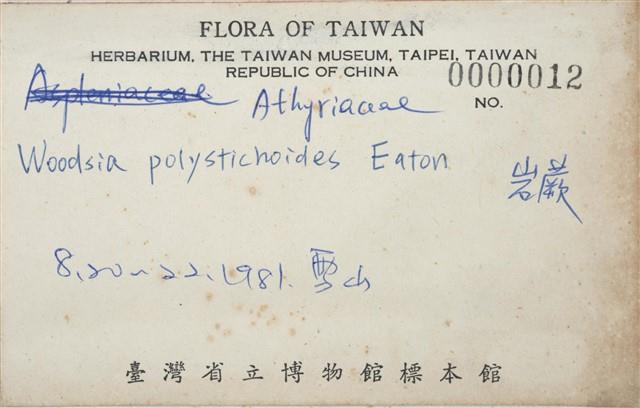 FLORA OF TAIWAN
HERBARIUM, THE TAIWAN MUSEUM, TAIPEI, TAIWAN
REPUBLIC OF CHINA
0000012
NO.
Aspleniaceae Athyriaceae
Woodsia polystichoides Eaton
岩蕨
8,20~22,1981. 雪山
臺灣省立博物館標本館